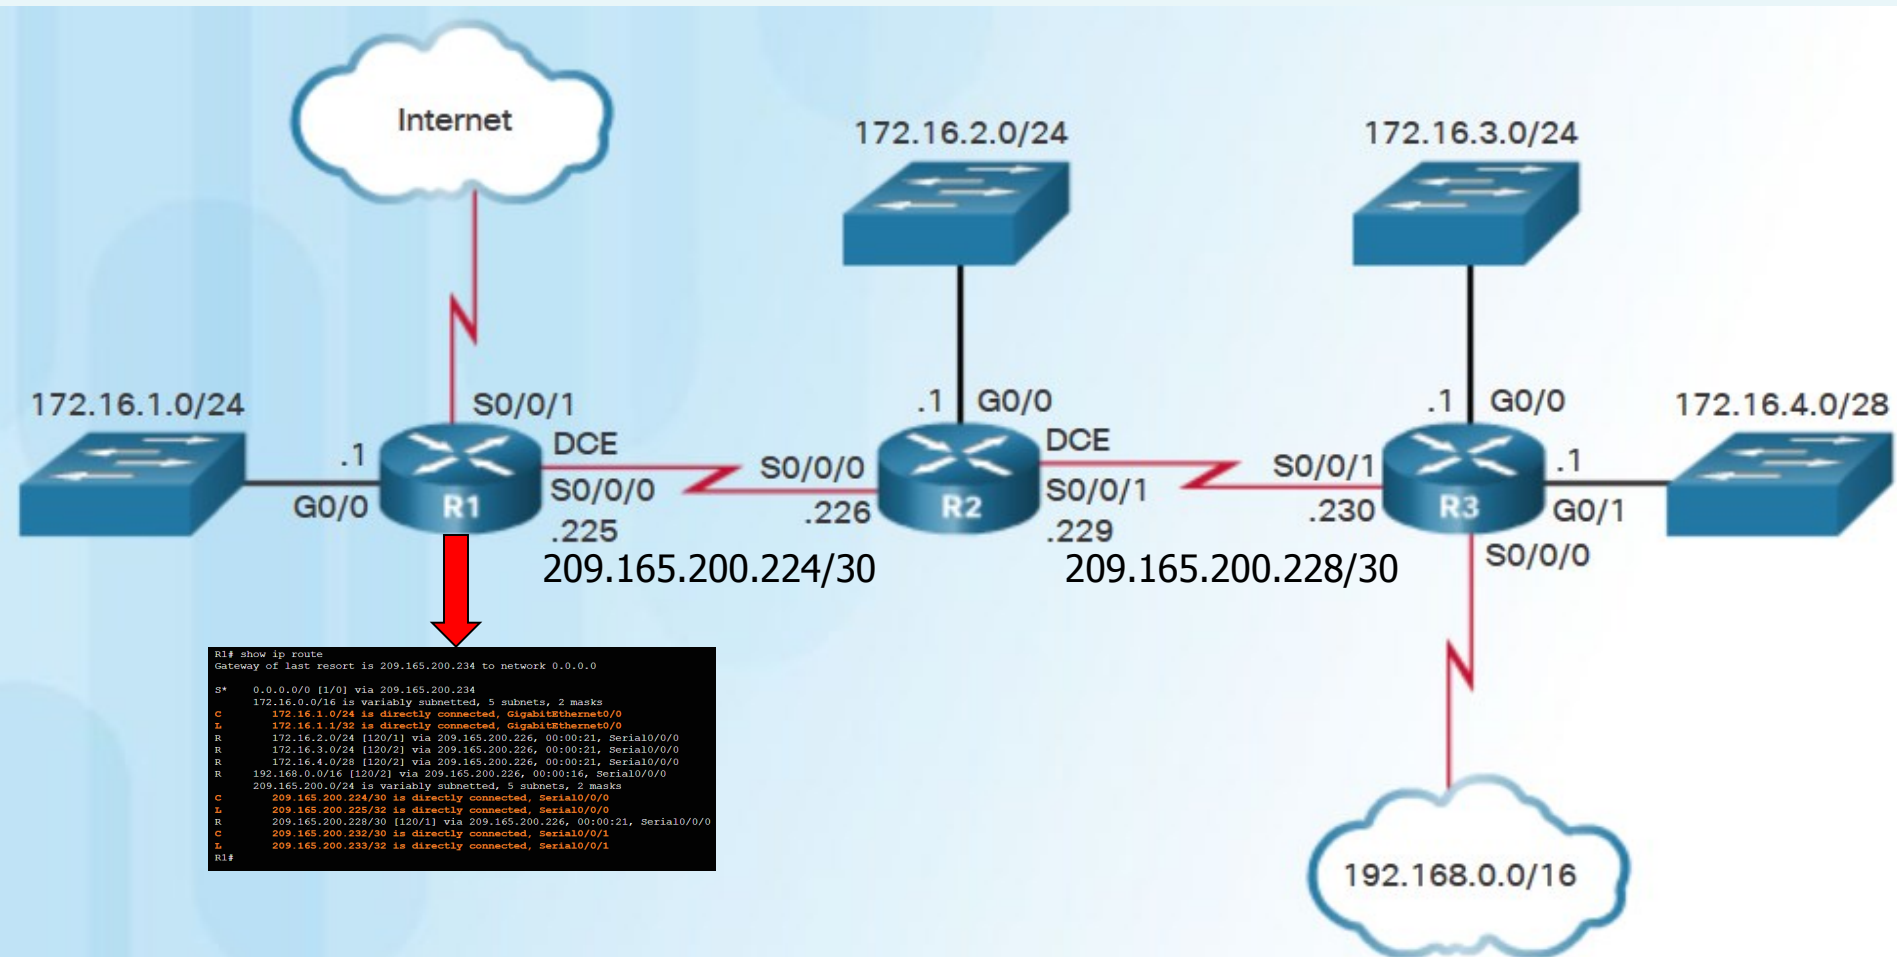 Internet
172.16.2.0/24
172.16.3.0/24
172.16.1.0/24
S0/0/1
.1
G0/0
.1
G0/0
172.16.4.0/28
.1
G0/0
R1
DCE
S0/0/0
.225
S0/0/0
.226
R2
DCE
S0/0/1
.229
S0/0/1
.230
R3
.1
G0/1
S0/0/0
209.165.200.224/30
209.165.200.228/30
R1# show ip route
Gateway of last resort is 209.165.200.234 to network 0.0.0.0
S* 0.0.0.0/0 [1/0] via 209.165.200.234
172.16.0.0/16 is variably subnetted, 5 subnets, 2 masks
C 172.16.1.0/24 is directly connected, GigabitEthernet0/0
L 172.16.1.1/32 is directly connected, GigabitEthernet0/0
R 172.16.2.0/24 [120/1] via 209.165.200.226, 00:00:21, Serial0/0/0
R 172.16.3.0/24 [120/2] via 209.165.200.226, 00:00:21, Serial0/0/0
R 172.16.4.0/28 [120/2] via 209.165.200.226, 00:00:21, Serial0/0/0
R 192.168.0.0/16 [120/2] via 209.165.200.226, 00:00:16, Serial0/0/0
209.165.200.0/24 is variably subnetted, 5 subnets, 2 masks
C 209.165.200.224/30 is directly connected, Serial0/0/0
L 209.165.200.225/32 is directly connected, Serial0/0/0
R 209.165.200.228/30 [120/1] via 209.165.200.226, 00:00:21, Serial0/0/0
C 209.165.200.232/30 is directly connected, Serial0/0/1
L 209.165.200.233/32 is directly connected, Serial0/0/1
R1#
192.168.0.0/16